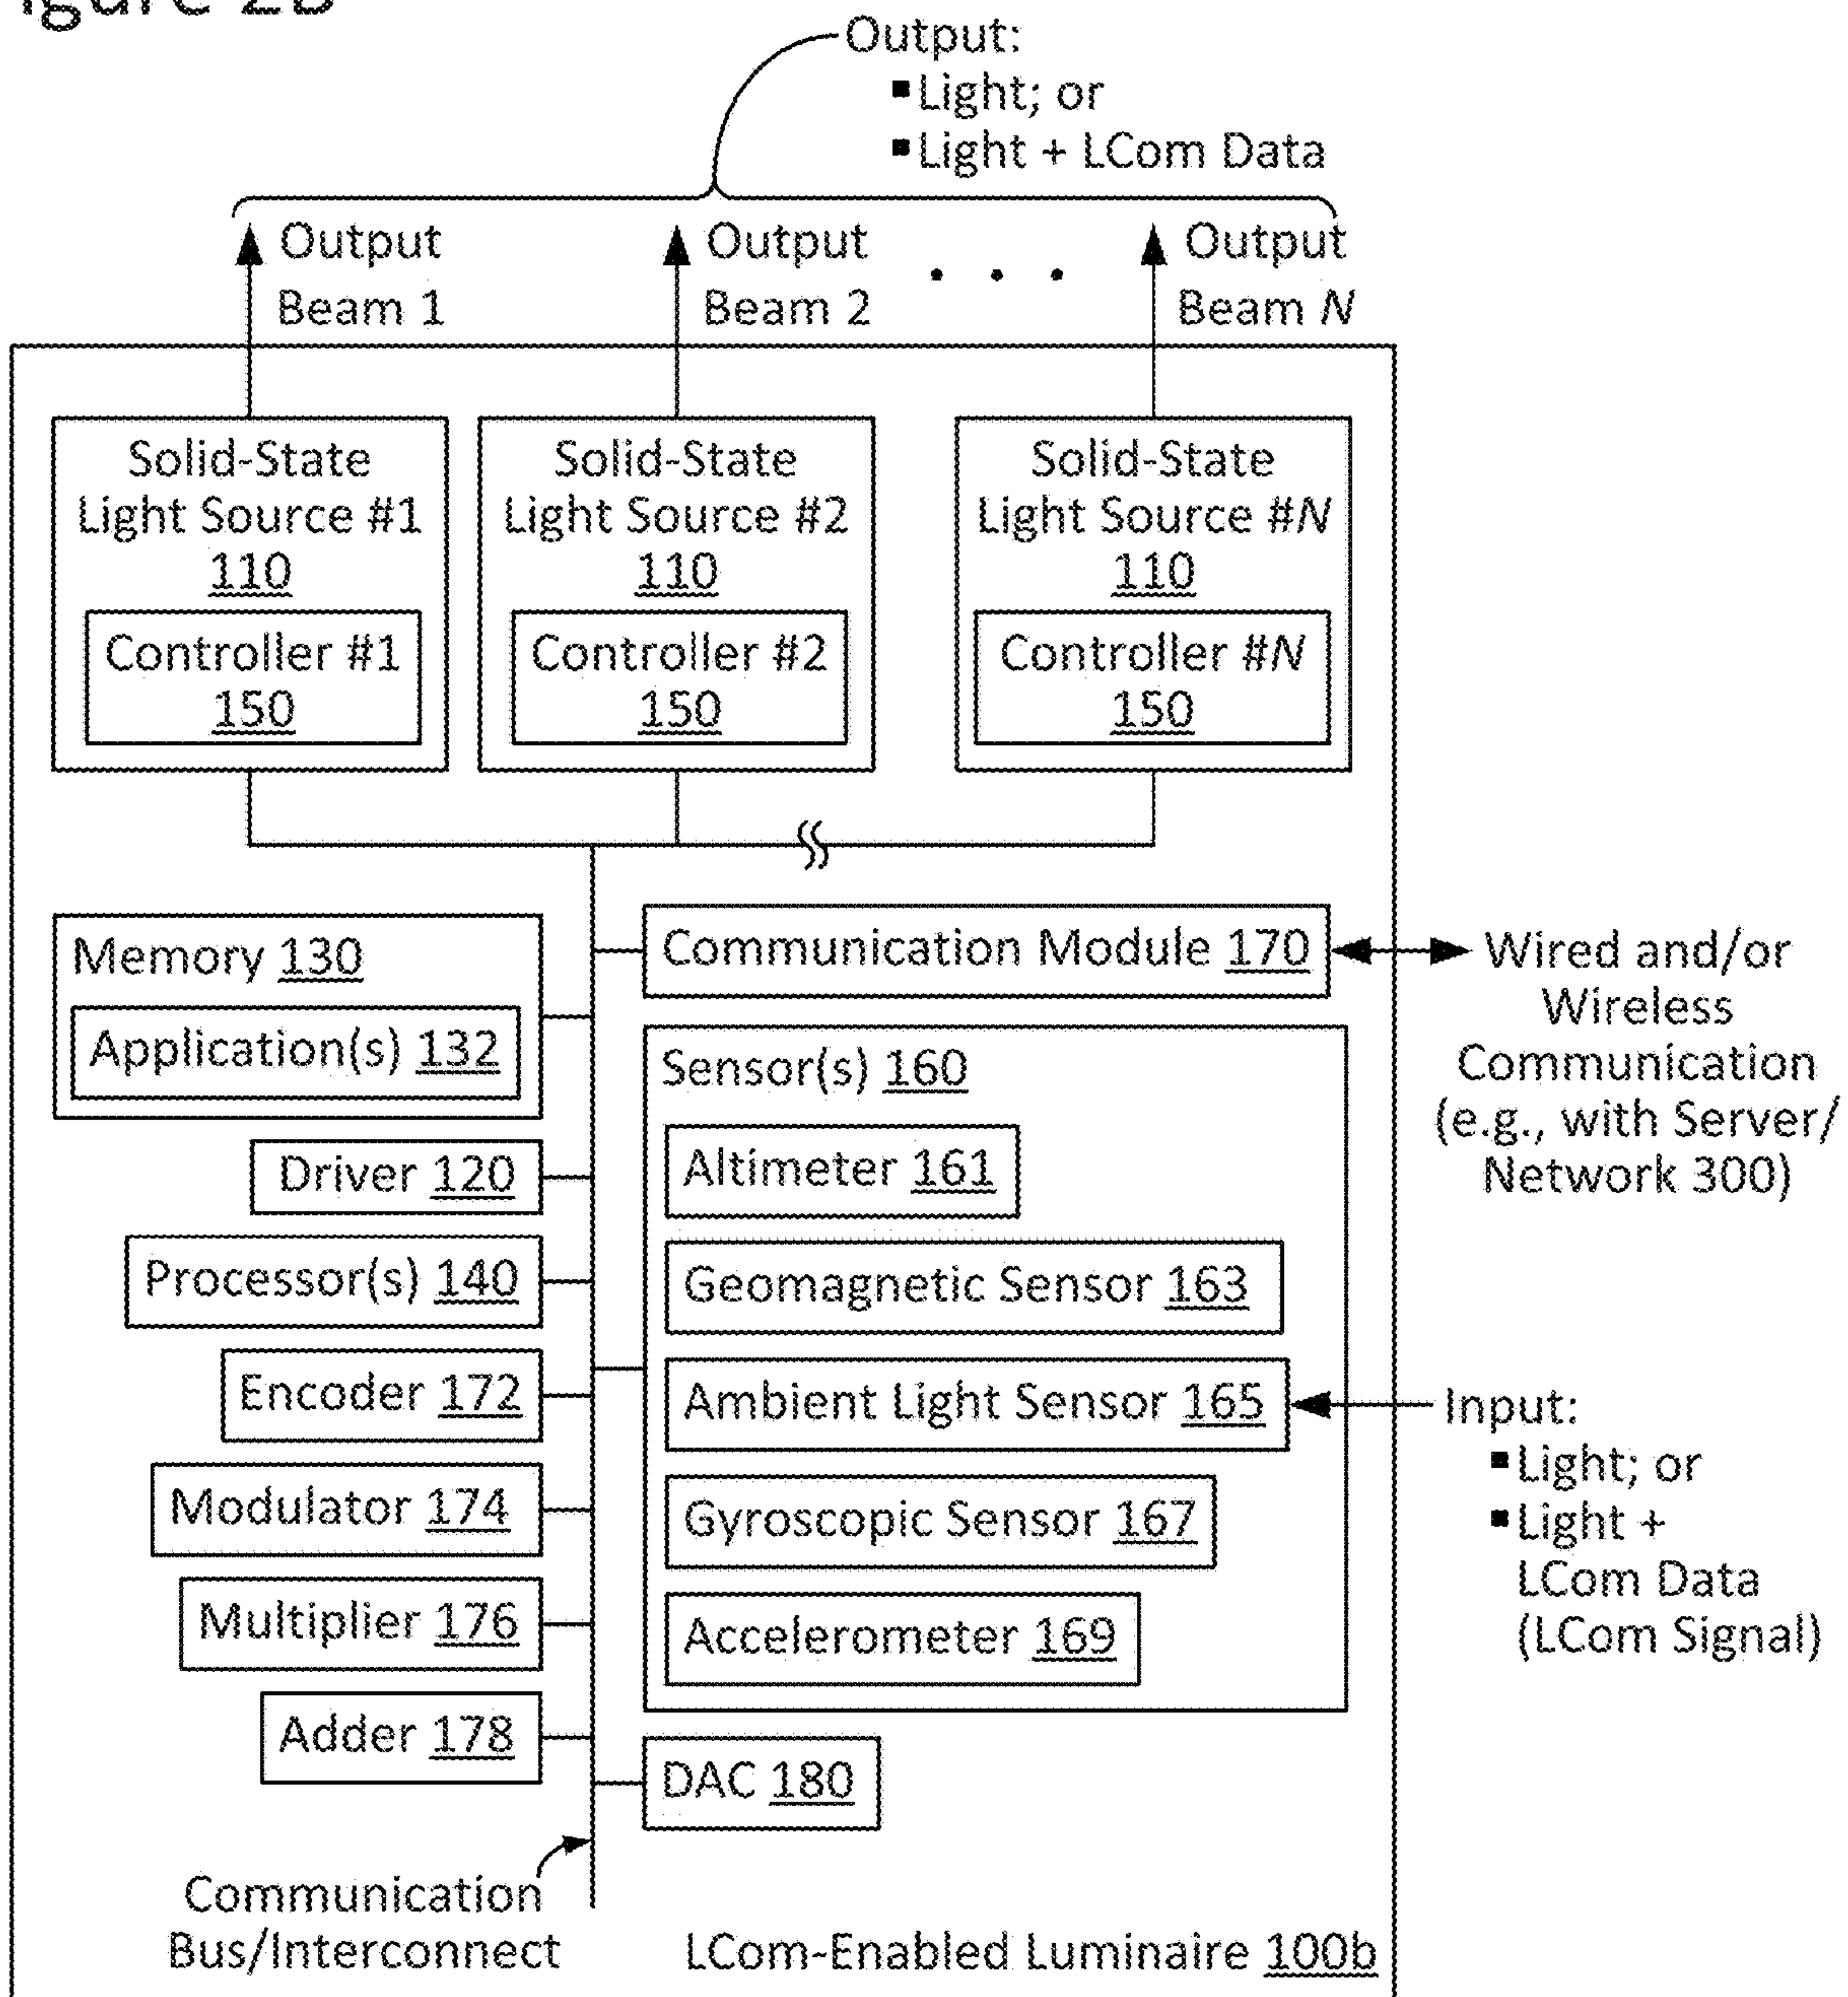 Figure 2B
Output:
▪ Light; or
▪ Light + LCom Data
Output
Beam 1
Output
Beam 2
. . .
Output
Beam N
Solid-State
Light Source #1
110
Controller #1
150
Solid-State
Light Source #2
110
Controller #2
150
Solid-State
Light Source #N
110
Controller #N
150
Memory 130
Application(s) 132
Driver 120
Processor(s) 140
Encoder 172
Modulator 174
Multiplier 176
Adder 178
Communication
Bus/Interconnect
Communication Module 170
Wired and/or
Wireless
Communication
(e.g., with Server/
Network 300)
Sensor(s) 160
Altimeter 161
Geomagnetic Sensor 163
Ambient Light Sensor 165
Gyroscopic Sensor 167
Accelerometer 169
Input:
▪ Light; or
▪ Light +
LCom Data
(LCom Signal)
DAC 180
LCom-Enabled Luminaire 100b